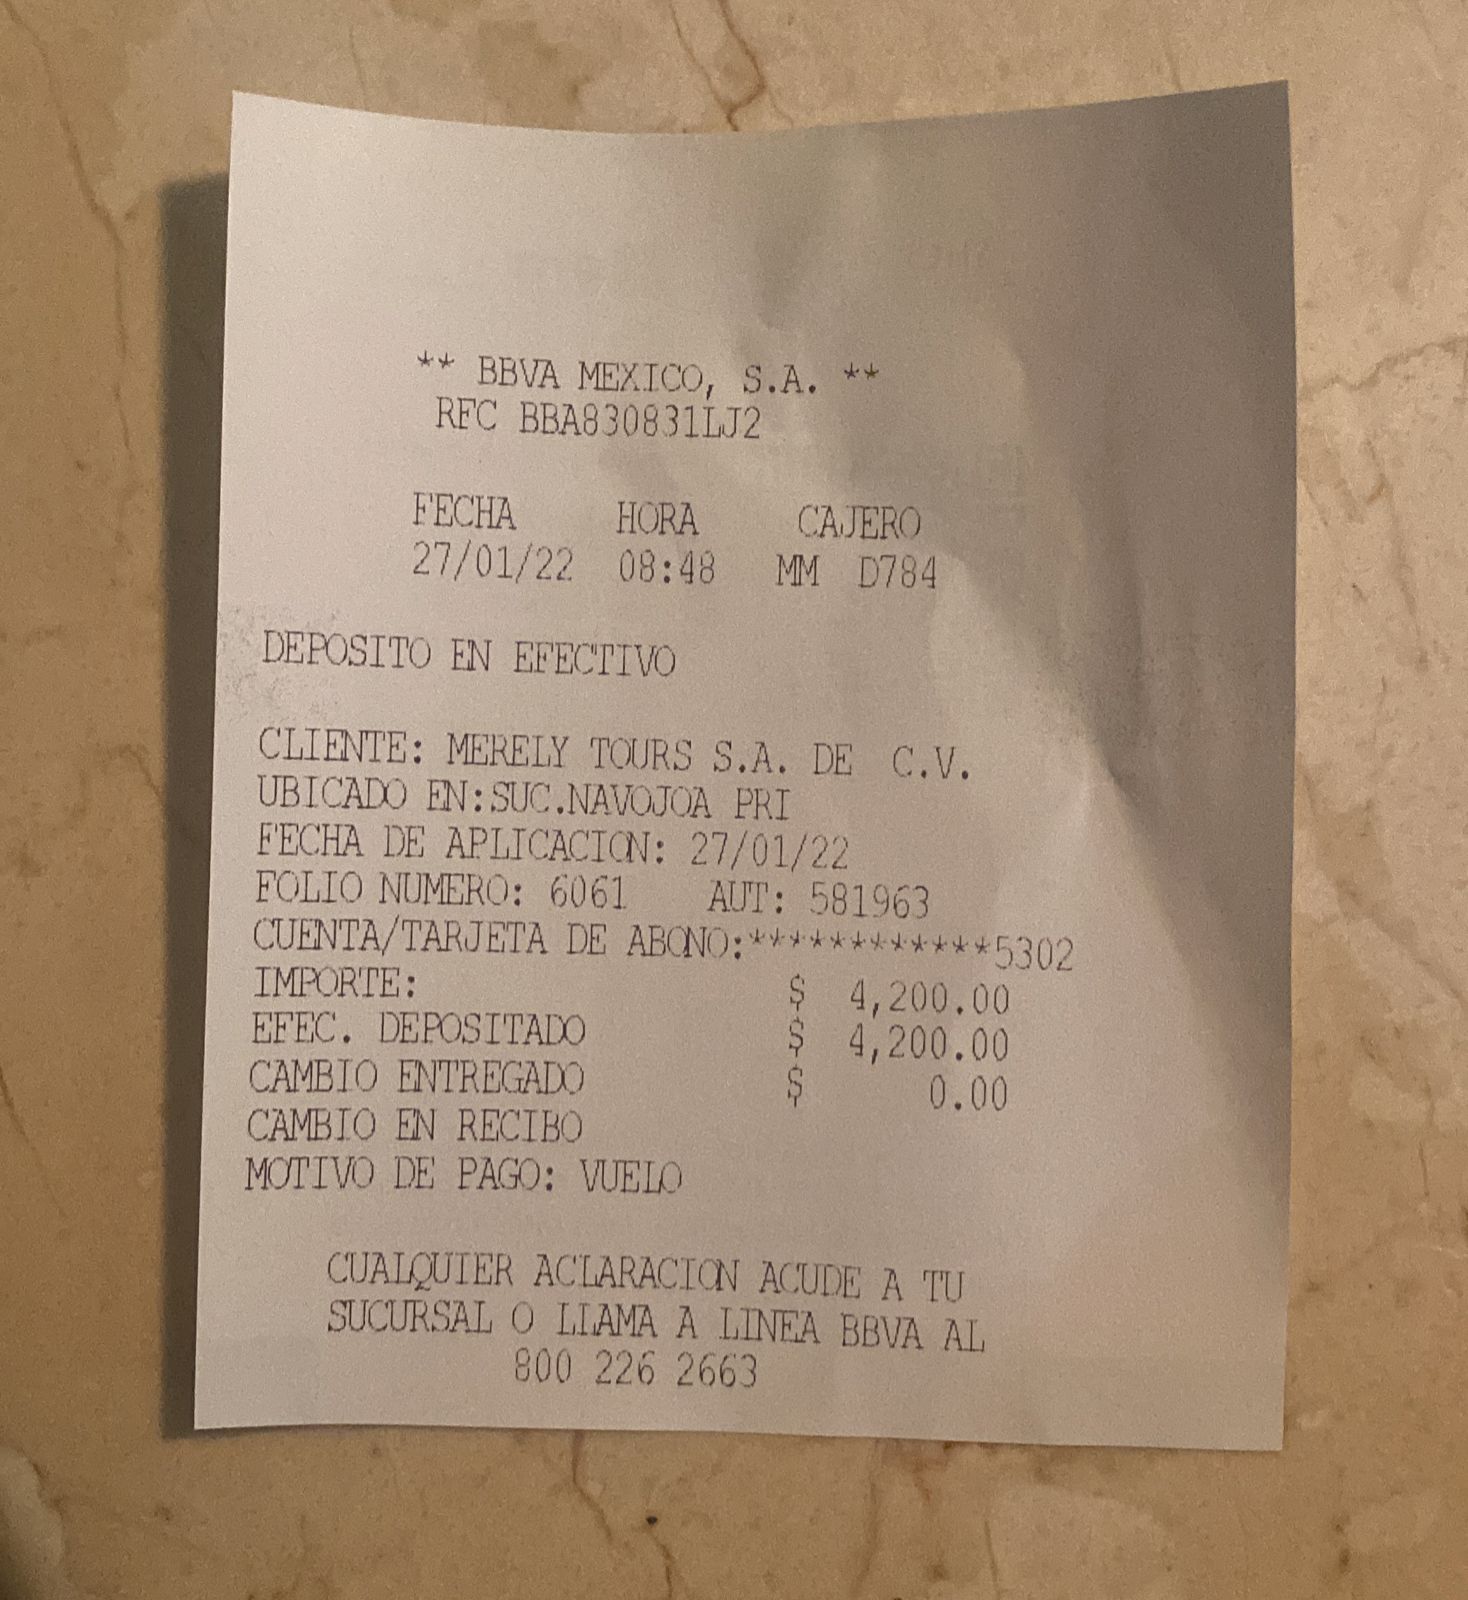 ** BBVA MEXICO, S.A. **
RFC BBA830831LJ2
FECHA HORA CAJERO
27/01/22 08:48 MM D784
DEPOSITO EN EFECTIVO
CLIENTE: MERELY TOURS S.A. DE C.V.
UBICADO EN:SUC.NAVOJOA PRI
FECHA DE APLICACION: 27/01/22
FOLIO NUMERO: 6061 AUT: 581963
CUENTA/TARJETA DE ABONO:************5302
IMPORTE: $ 4,200.00
EFEC. DEPOSITADO $ 4,200.00
CAMBIO ENTREGADO $ 0.00
CAMBIO EN RECIBO
MOTIVO DE PAGO: VUELO
CUALQUIER ACLARACION ACUDE A TU
SUCURSAL O LLAMA A LINEA BBVA AL
800 226 2663